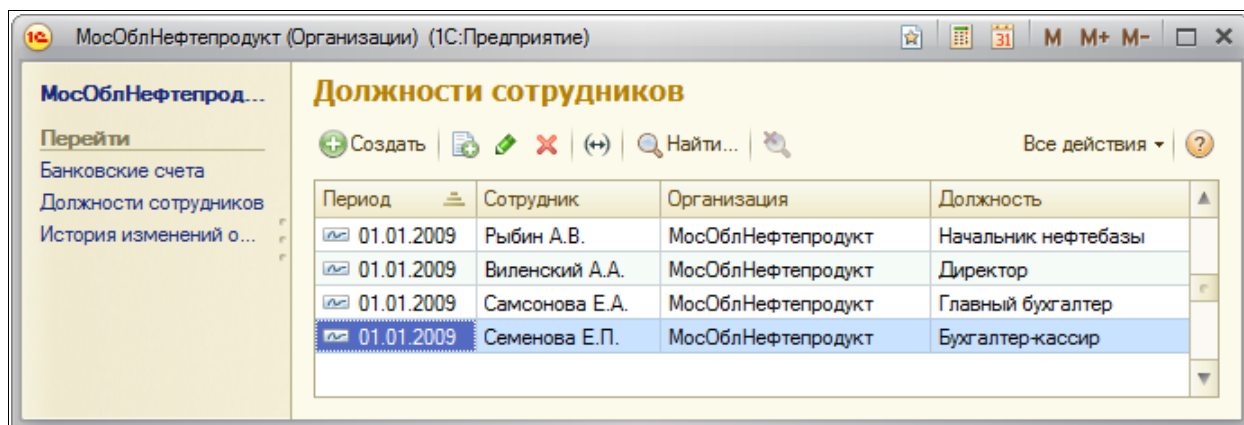 1С МосОблНефтепродукт (Организации) (1С:Предприятие) 31 M M+ M-
МосОблНефтепрод...
Перейти
Банковские счета
Должности сотрудников
История изменений о...
Должности сотрудников
Создать Найти... Все действия ?
Период Сотрудник Организация Должность
01.01.2009 Рыбин А.В. МосОблНефтепродукт Начальник нефтебазы
01.01.2009 Виленский А.А. МосОблНефтепродукт Директор
01.01.2009 Самсонова Е.А. МосОблНефтепродукт Главный бухгалтер
01.01.2009 Семенова Е.П. МосОблНефтепродукт Бухгалтер-кассир